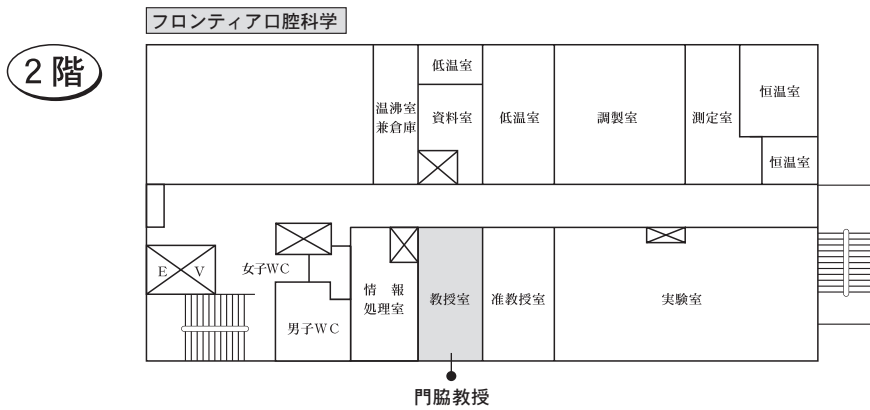 フロンティア口腔科学
2階
低温室
温沸室
兼倉庫
資料室
低温室
調製室
測定室
恒温室
恒温室
E V
女子WC
男子WC
情 報
処理室
教授室
准教授室
実験室
門脇教授